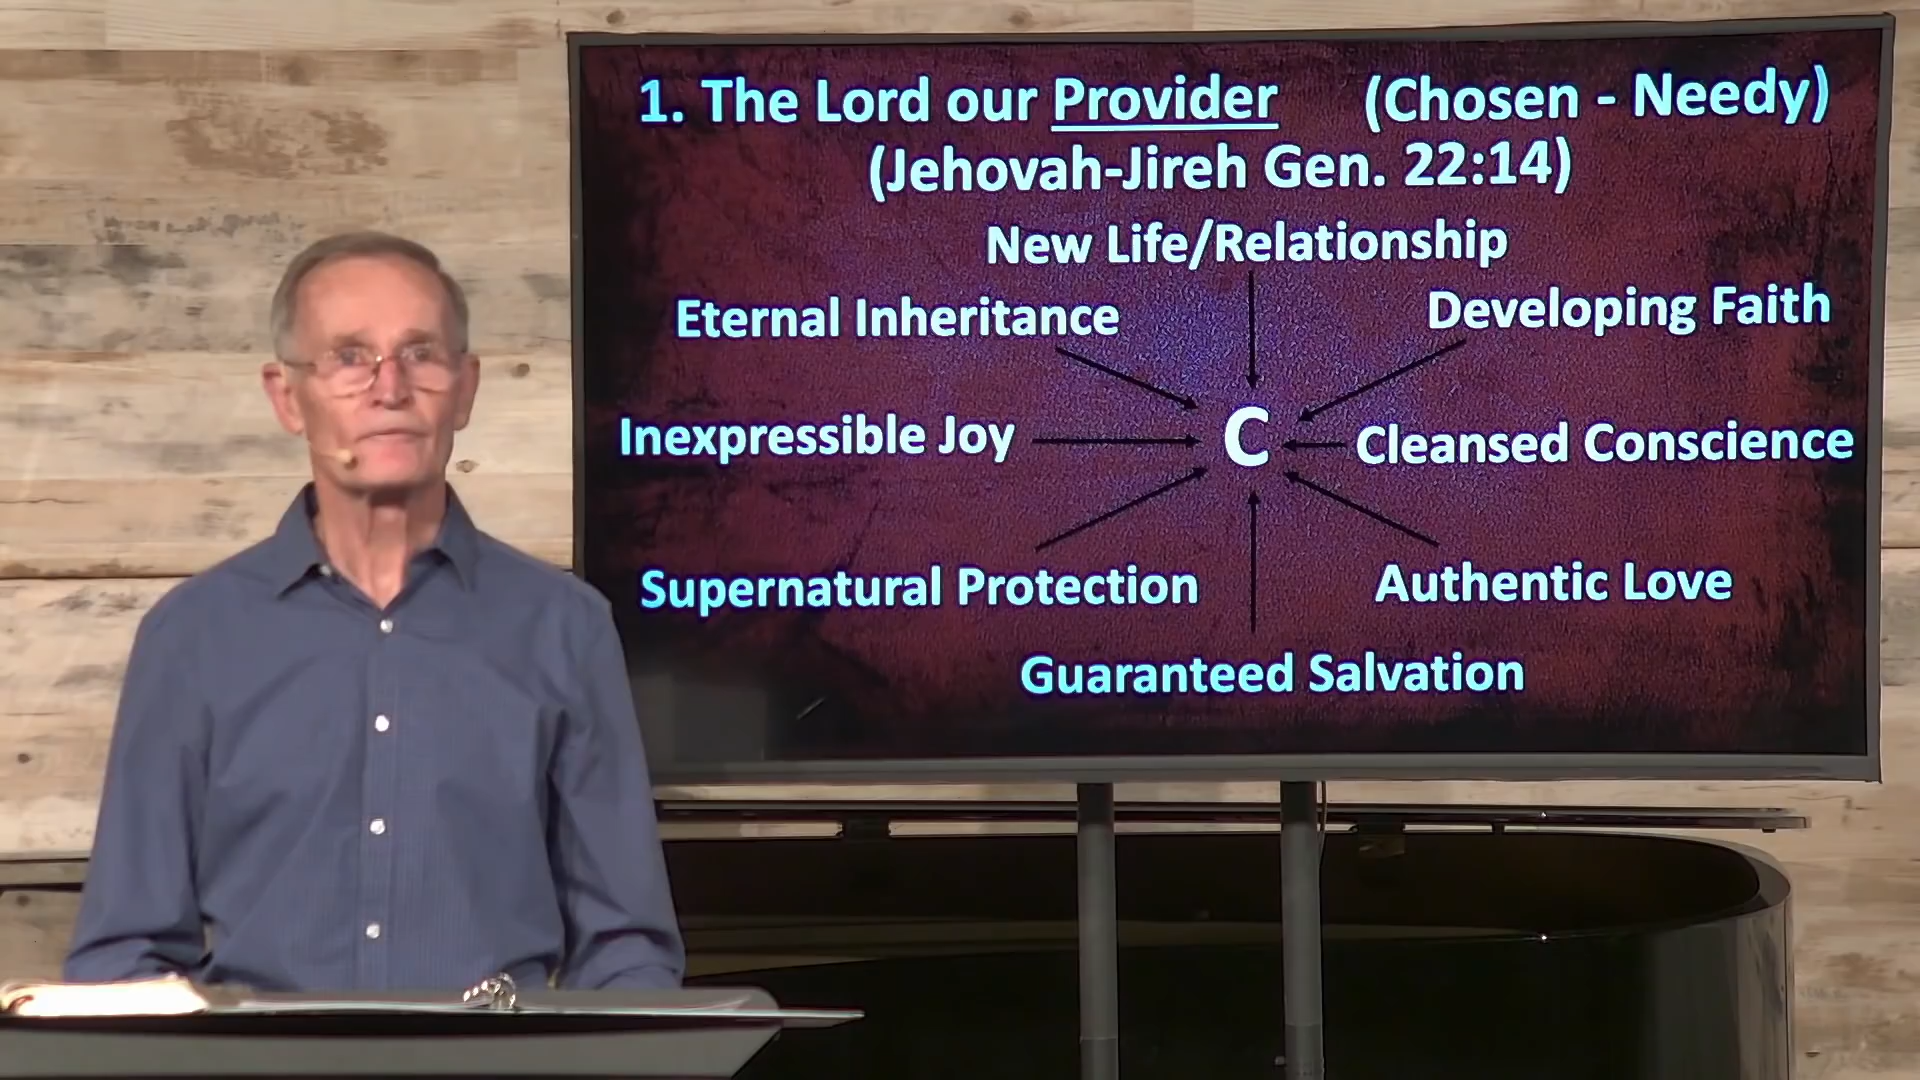 1. The Lord our Provider (Chosen - Needy)
(Jehovah-Jireh Gen. 22:14)
New Life/Relationship
Eternal Inheritance
Developing Faith
Inexpressible Joy
C
Cleansed Conscience
Supernatural Protection
Authentic Love
Guaranteed Salvation